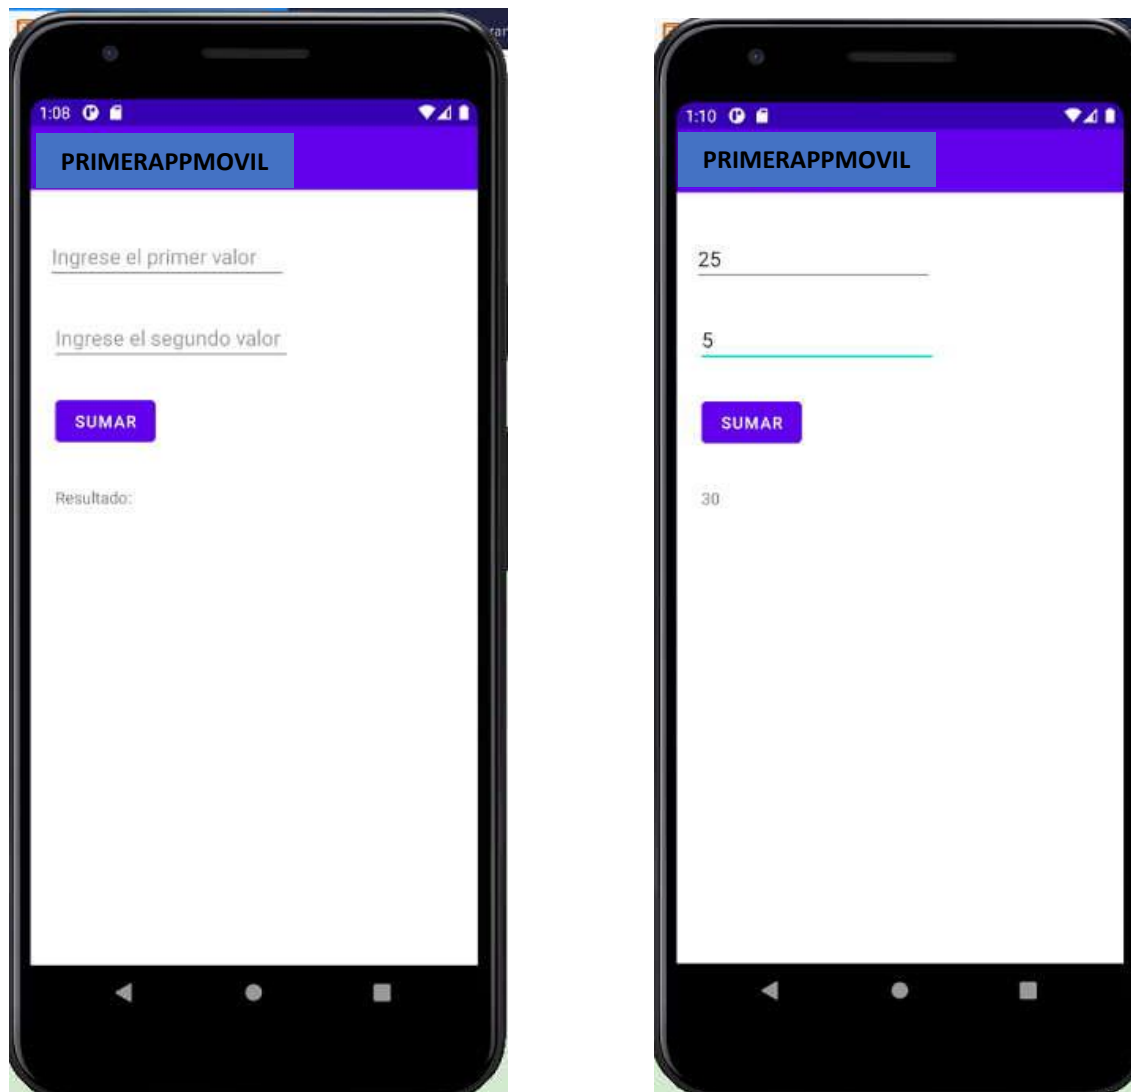 1:08
PRIMERAPPMOVIL
Ingrese el primer valor
Ingrese el segundo valor
SUMAR
Resultado:
1:10
PRIMERAPPMOVIL
25
5
SUMAR
30